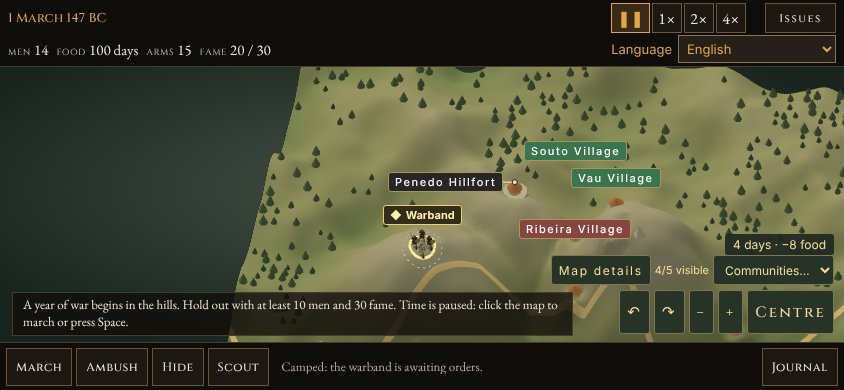 1 March 147 BC
❚❚ 1× 2× 4× Issues
MEN 14 FOOD 100 days ARMS 15 FAME 20 / 30
Language English
Souto Village
Penedo Hillfort
Vau Village
◆ Warband
Ribeira Village
4 days · −8 food
Map details 4/5 visible Communities...
A year of war begins in the hills. Hold out with at least 10 men and 30 fame. Time is paused: click the map to
march or press Space.
↶ ↷ − + Centre
March Ambush Hide Scout Camped: the warband is awaiting orders. Journal